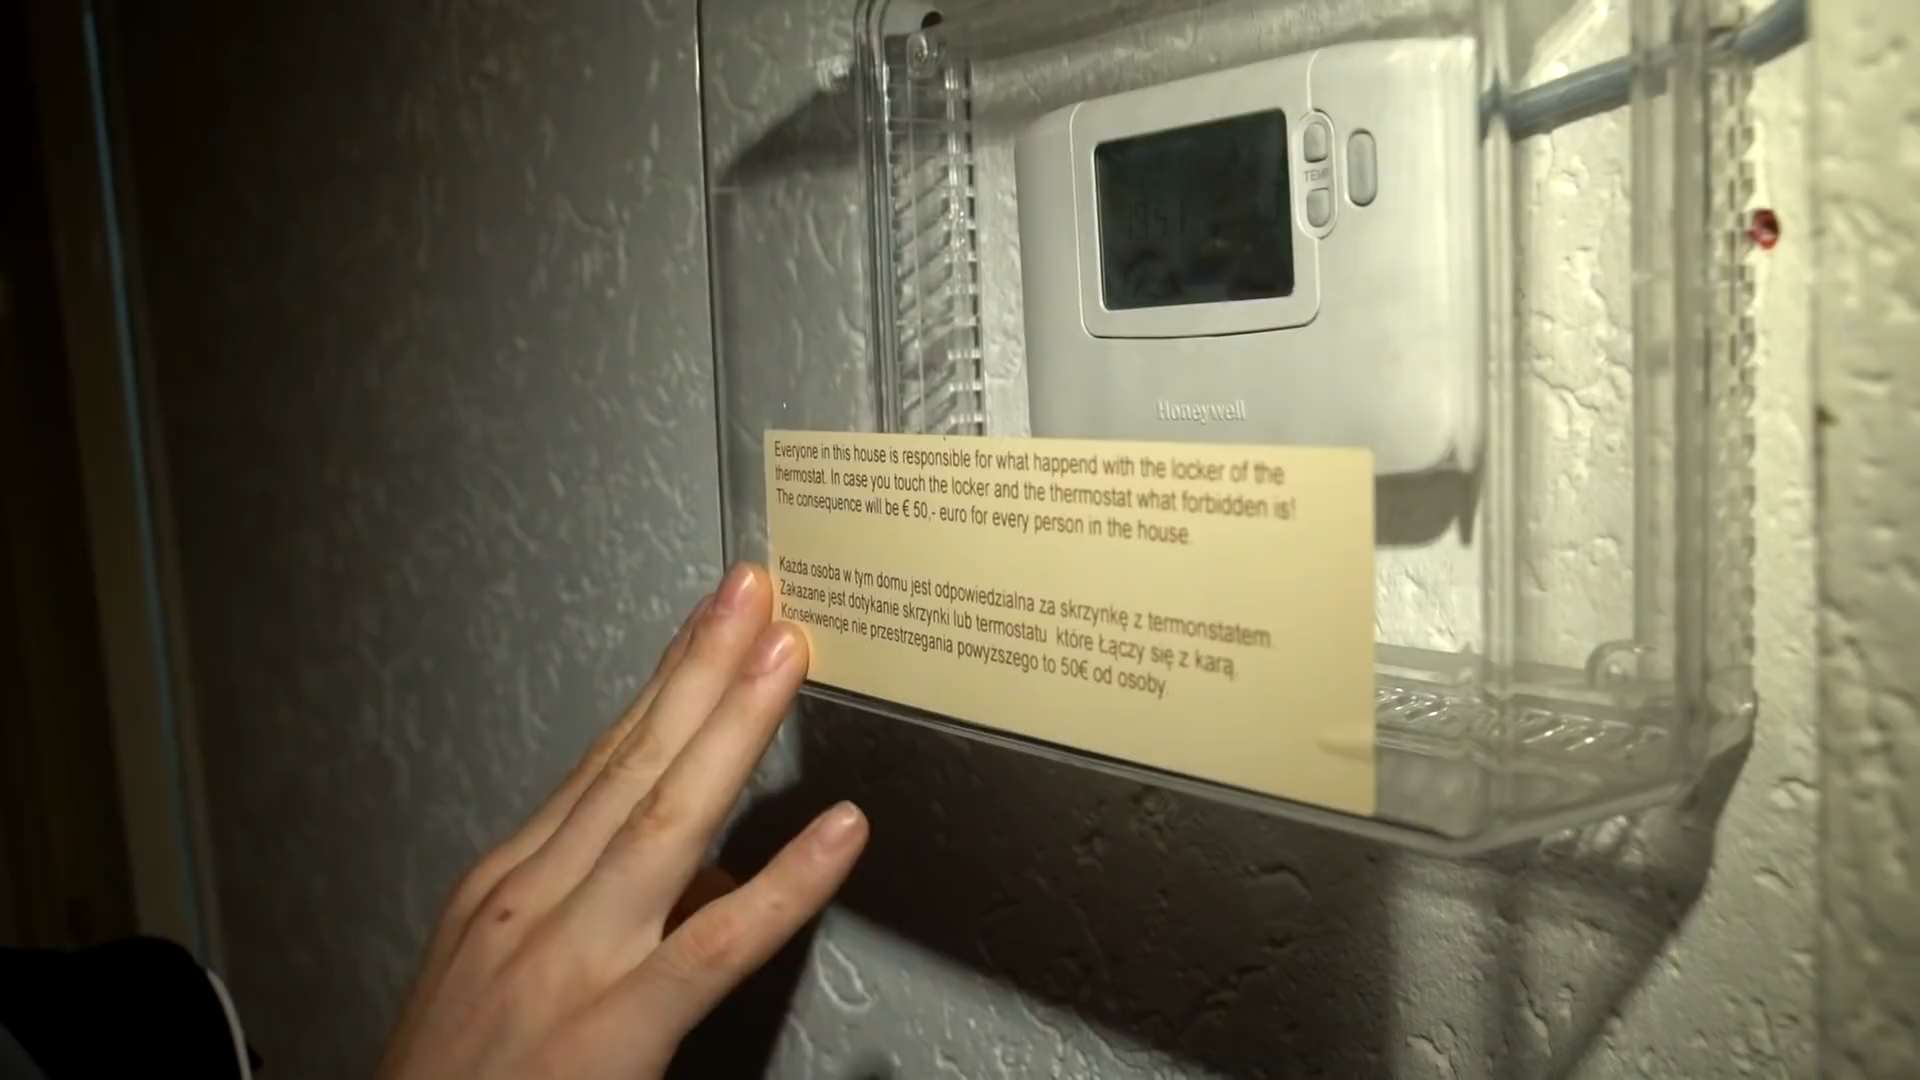 TEMP
Honeywell
Everyone in this house is responsible for what happend with the locker of the
thermostat. In case you touch the locker and the thermostat what forbidden is!
The consequence will be € 50,- euro for every person in the house.
Każda osoba w tym domu jest odpowiedzialna za skrzynkę z termonstatem.
Zakazane jest dotykanie skrzynki lub termostatu które Łączy się z karą.
Konsekwencje nie przestrzegania powyższego to 50€ od osoby.